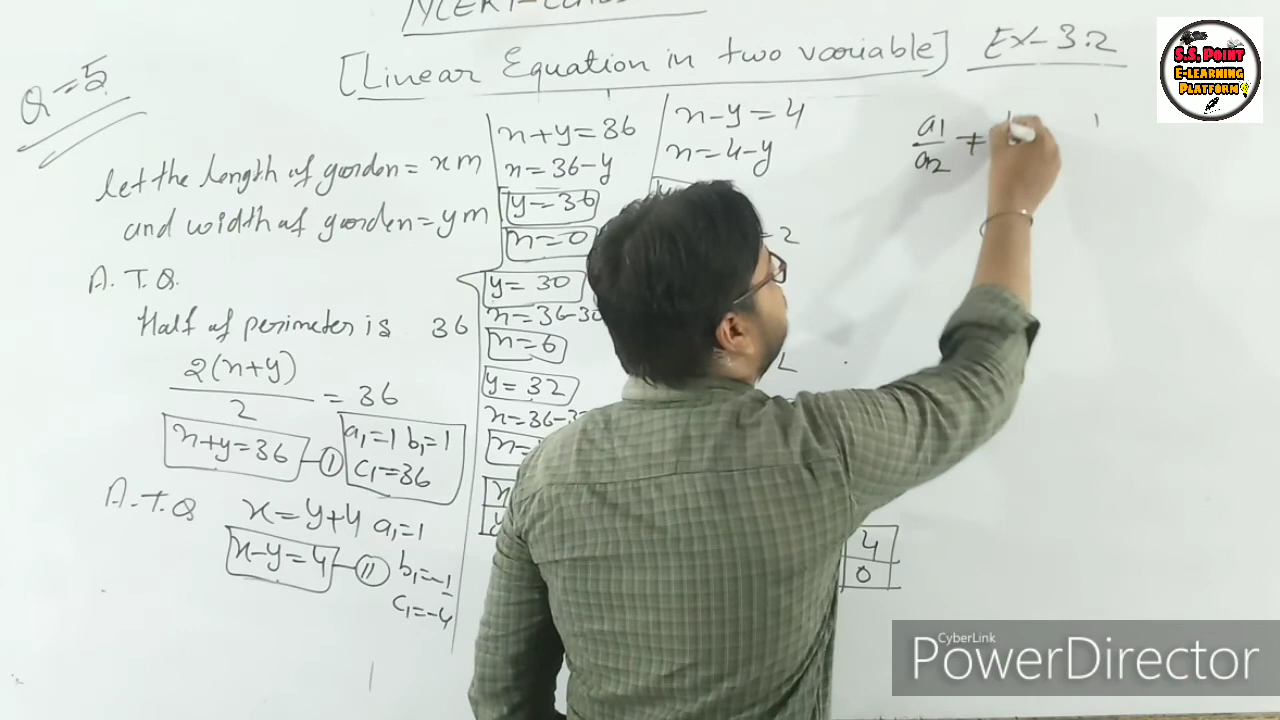 [Linear Equation in two variable] Ex-3.2
S.S. POINT
E-LEARNING
PLATFORM
Q=5
let the length of garden = x m
and width of garden = y m
A.T.Q.
Half of perimeter is 36
2(x+y)
2
= 36
x+y=36 - I
a1=1 b1=1
c1=36
A.T.Q x=y+4 a1=1
x-y=4 - II
b1=-1
c1=-4
x+y=36
x=36-y
y=36
x=0
y=30
x=36-30
x=6
y=32
x=36-
x-y=4
x=4-y
4
0
a1
a2
≠
CyberLink
PowerDirector